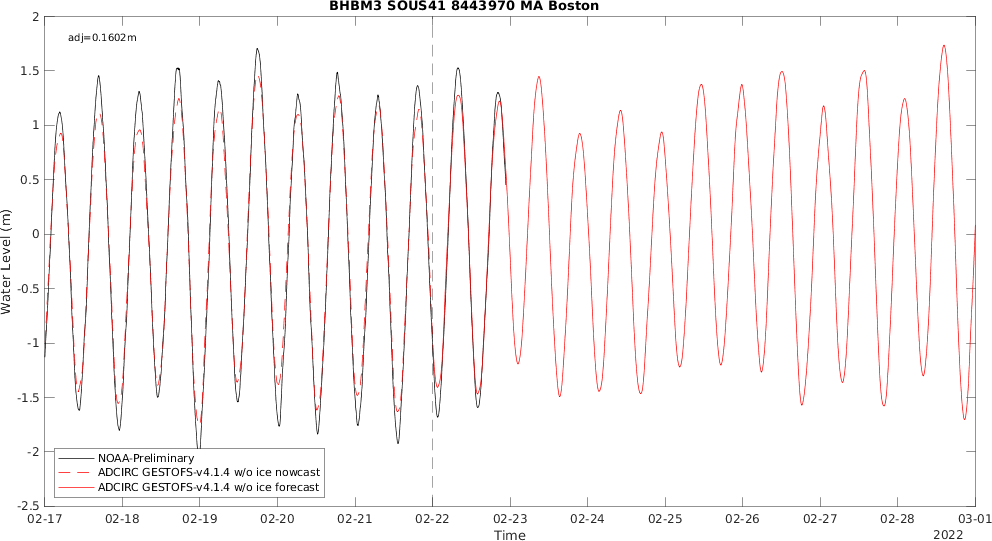 BHBM3 SOUS41 8443970 MA Boston
adj=0.1602m
2
1.5
1
0.5
0
-0.5
-1
-1.5
-2
-2.5
Water Level (m)
NOAA-Preliminary
ADCIRC GESTOFS-v4.1.4 w/o ice nowcast
ADCIRC GESTOFS-v4.1.4 w/o ice forecast
02-17 02-18 02-19 02-20 02-21 02-22 02-23 02-24 02-25 02-26 02-27 02-28 03-01
Time
2022